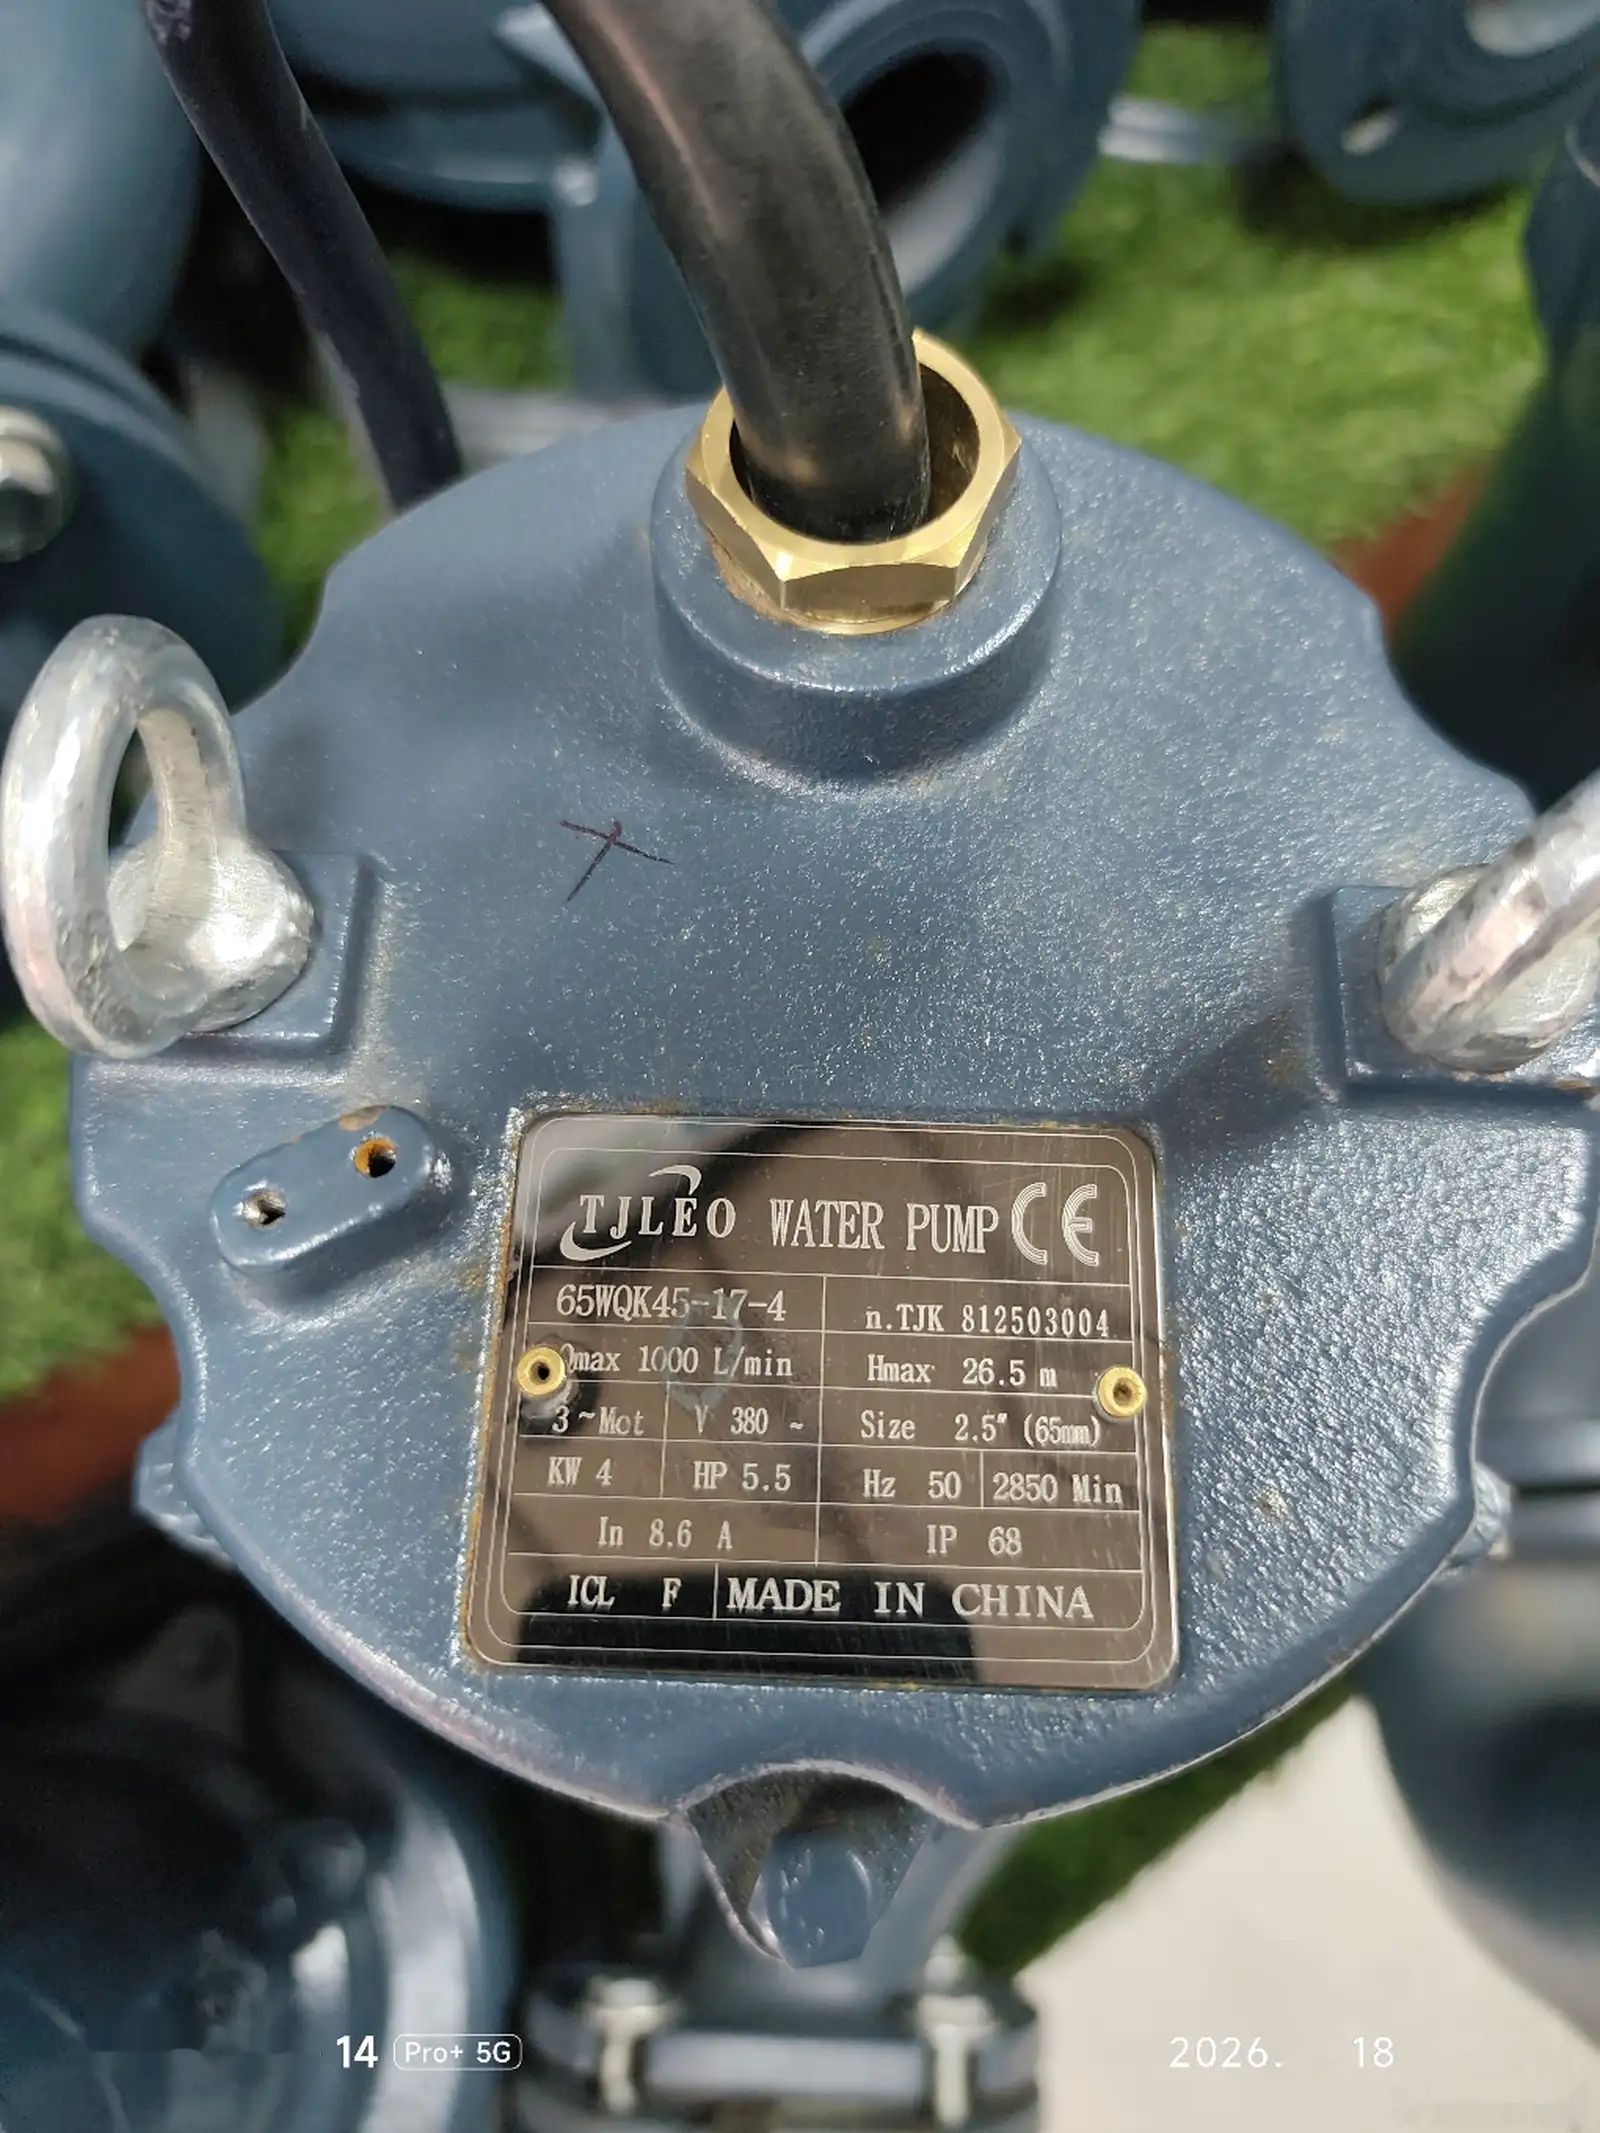 TJLEO WATER PUMP CE
65WQK45-17-4 n.TJK 812503004
Qmax 1000 L/min Hmax 26.5 m
3~Mot V 380 ~ Size 2.5" (65mm)
KW 4 HP 5.5 Hz 50 2850 Min
In 8.6 A IP 68
ICL F MADE IN CHINA
14 Pro+ 5G 2026. 18